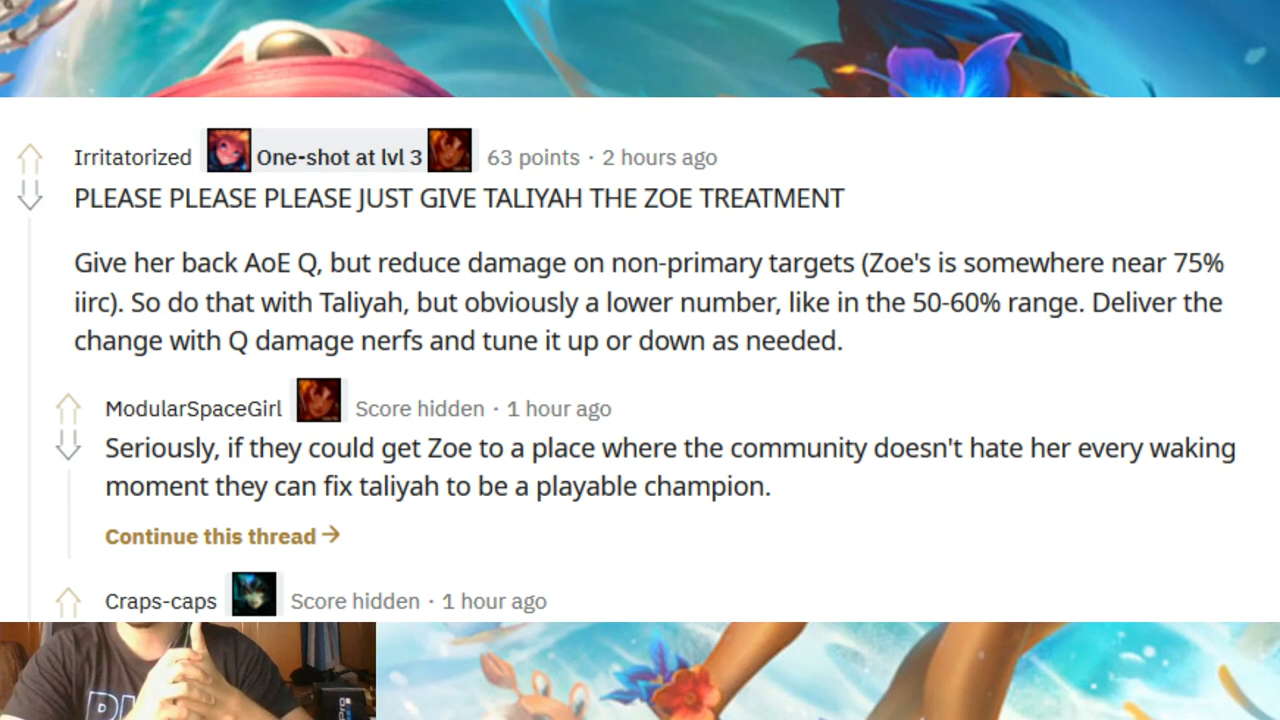 Irritatorized One-shot at lvl 3 63 points · 2 hours ago
PLEASE PLEASE PLEASE JUST GIVE TALIYAH THE ZOE TREATMENT
Give her back AoE Q, but reduce damage on non-primary targets (Zoe's is somewhere near 75%
iirc). So do that with Taliyah, but obviously a lower number, like in the 50-60% range. Deliver the
change with Q damage nerfs and tune it up or down as needed.
ModularSpaceGirl Score hidden · 1 hour ago
Seriously, if they could get Zoe to a place where the community doesn't hate her every waking
moment they can fix taliyah to be a playable champion.
Continue this thread →
Craps-caps Score hidden · 1 hour ago